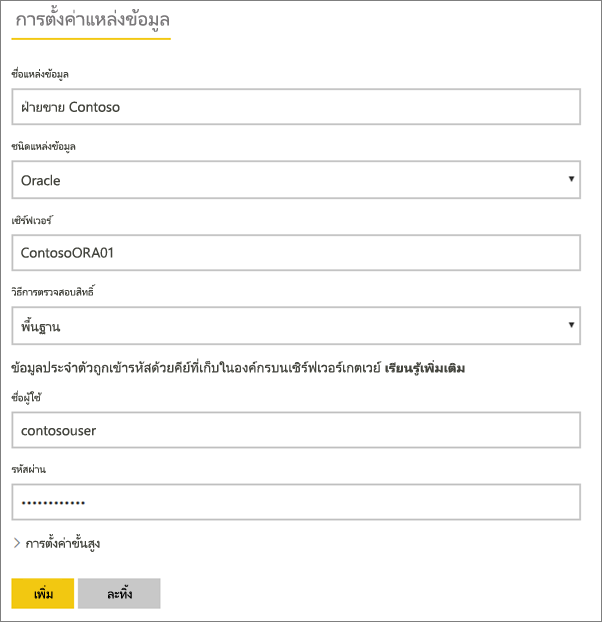 การตั้งค่าแหล่งข้อมูล
ชื่อแหล่งข้อมูล
ฝ่ายขาย Contoso
ชนิดแหล่งข้อมูล
Oracle
เซิร์ฟเวอร์
ContosoORA01
วิธีการตรวจสอบสิทธิ์
พื้นฐาน
ข้อมูลประจำตัวถูกเข้ารหัสด้วยคีย์ที่เก็บในองค์กรบนเซิร์ฟเวอร์เกตเวย์ เรียนรู้เพิ่มเติม
ชื่อผู้ใช้
contosouser
รหัสผ่าน
••••••••••••
การตั้งค่าขั้นสูง
เพิ่ม ละทิ้ง